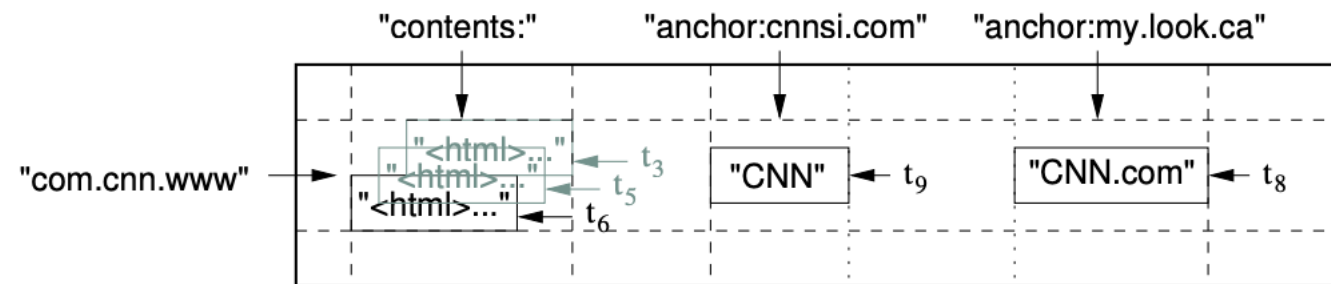 "contents:" "anchor:cnnsi.com" "anchor:my.look.ca"
"<html>..." t3
"com.cnn.www" "<html>..." t5 "CNN" t9 "CNN.com" t8
"<html>..." t6